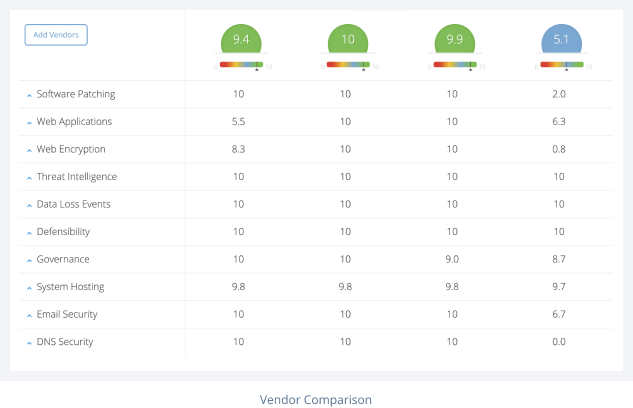 Add Vendors 9.4 10 9.9 5.1
0 10 0 10 0 10 0 10
Software Patching 10 10 10 2.0
Web Applications 5.5 10 10 6.3
Web Encryption 8.3 10 10 0.8
Threat Intelligence 10 10 10 10
Data Loss Events 10 10 10 10
Defensibility 10 10 10 10
Governance 10 10 9.0 8.7
System Hosting 9.8 9.8 9.8 9.7
Email Security 10 10 10 6.7
DNS Security 10 10 10 0.0
Vendor Comparison